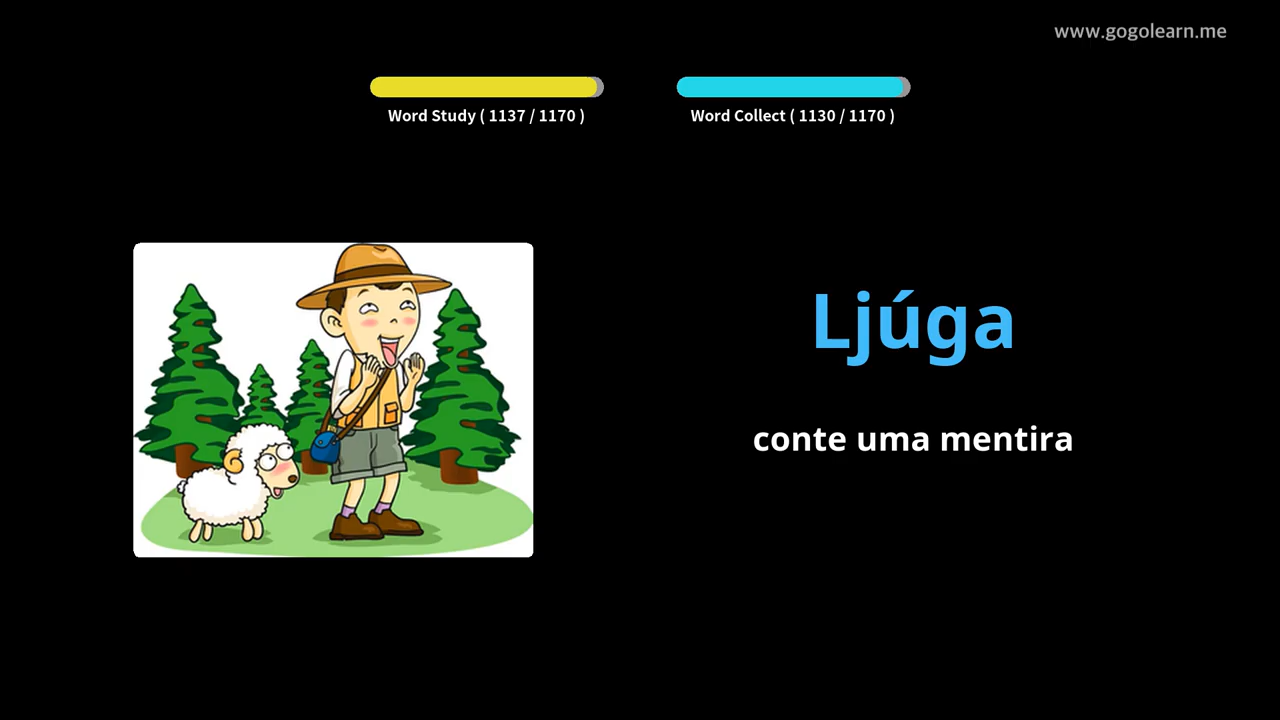 www.gogolearn.me
Word Study ( 1137 / 1170 )
Word Collect ( 1130 / 1170 )
Ljúga
conte uma mentira